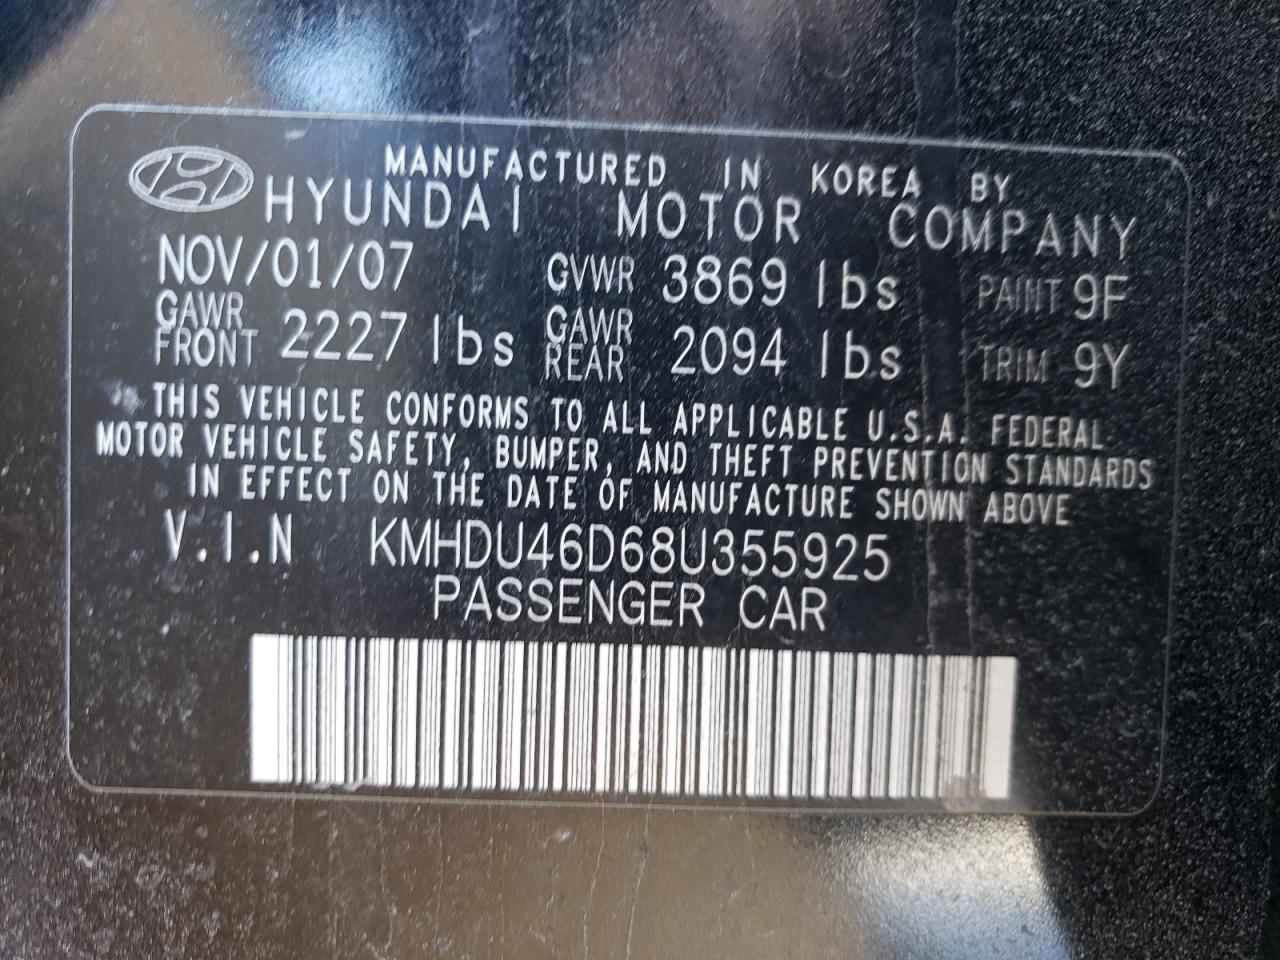 MANUFACTURED IN KOREA BY
HYUNDAI MOTOR COMPANY
NOV/01/07 GVWR 3869 lbs PAINT 9F
GAWR FRONT 2227 lbs GAWR REAR 2094 lbs TRIM 9Y
THIS VEHICLE CONFORMS TO ALL APPLICABLE U.S.A. FEDERAL
MOTOR VEHICLE SAFETY, BUMPER, AND THEFT PREVENTION STANDARDS
IN EFFECT ON THE DATE OF MANUFACTURE SHOWN ABOVE
V.I.N KMHDU46D68U355925
PASSENGER CAR